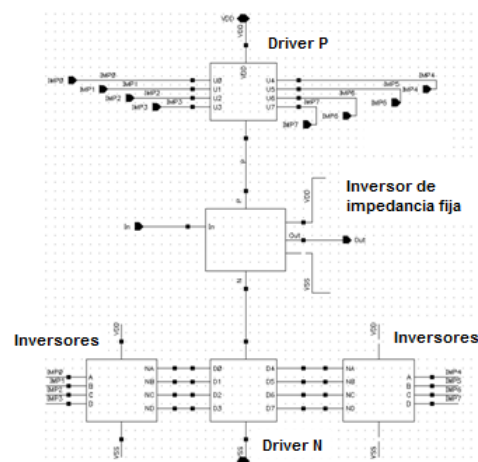 VDD
VDD
Driver P
VDD
IMP0 IMP0 U0 U4 IMP4
IMP1 IMP1 U1 U5 IMP5 IMP4
IMP2 IMP2 U2 U6 IMP6 IMP6
IMP3 IMP3 U3 U7 IMP7
IMP7 IMP6
P
P
Inversor de
impedancia fija
VDD
In In Out Out
VSS
N
Inversores Inversores
VDD VDD
IMP0 A NA D0 D4 NA A IMP4
IMP1 B NB D1 D5 NB B IMP5
IMP2 C NC D2 D6 NC C IMP6
IMP3 D ND D3 D7 ND D IMP7
VSS VSS VSS
Driver N